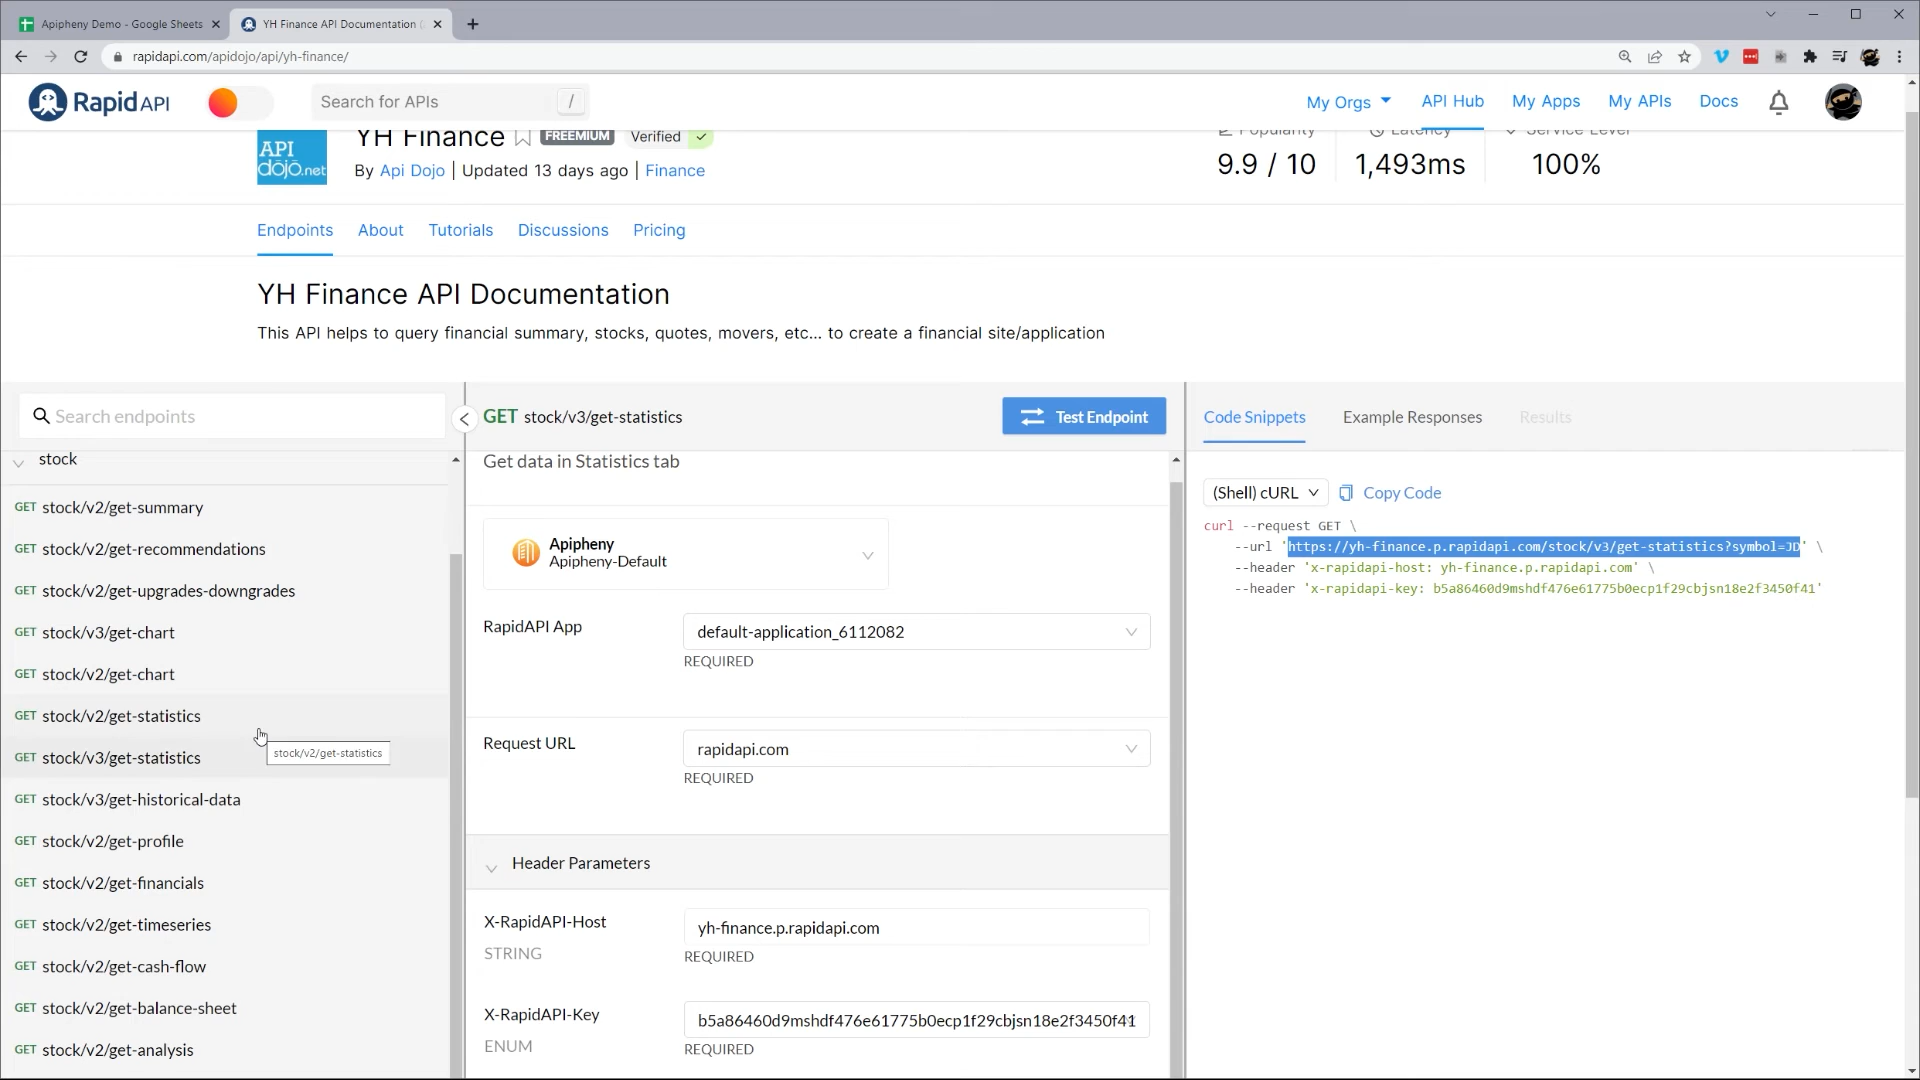 Apipheny Demo - Google Sheets
YH Finance API Documentation (
rapidapi.com/apidojo/api/yh-finance/
Rapid API
Search for APIs
/
My Orgs
API Hub
My Apps
My APIs
Docs
API
dojo.net
YH Finance
FREEMIUM
Verified
By Api Dojo | Updated 13 days ago | Finance
Popularity
9.9 / 10
Latency
1,493ms
Service Level
100%
Endpoints
About
Tutorials
Discussions
Pricing
YH Finance API Documentation
This API helps to query financial summary, stocks, quotes, movers, etc... to create a financial site/application
Search endpoints
stock
GET stock/v2/get-summary
GET stock/v2/get-recommendations
GET stock/v2/get-upgrades-downgrades
GET stock/v3/get-chart
GET stock/v2/get-chart
GET stock/v2/get-statistics
stock/v2/get-statistics
GET stock/v3/get-statistics
GET stock/v3/get-historical-data
GET stock/v2/get-profile
GET stock/v2/get-financials
GET stock/v2/get-timeseries
GET stock/v2/get-cash-flow
GET stock/v2/get-balance-sheet
GET stock/v2/get-analysis
GET stock/v3/get-statistics
Test Endpoint
Get data in Statistics tab
Apipheny
Apipheny-Default
RapidAPI App
default-application_6112082
REQUIRED
Request URL
rapidapi.com
REQUIRED
Header Parameters
X-RapidAPI-Host
STRING
yh-finance.p.rapidapi.com
REQUIRED
X-RapidAPI-Key
ENUM
b5a86460d9mshdf476e61775b0ecp1f29cbjsn18e2f3450f41
REQUIRED
Code Snippets
Example Responses
Results
(Shell) cURL
Copy Code
curl --request GET \
--url 'https://yh-finance.p.rapidapi.com/stock/v3/get-statistics?symbol=JD' \
--header 'x-rapidapi-host: yh-finance.p.rapidapi.com' \
--header 'x-rapidapi-key: b5a86460d9mshdf476e61775b0ecp1f29cbjsn18e2f3450f41'